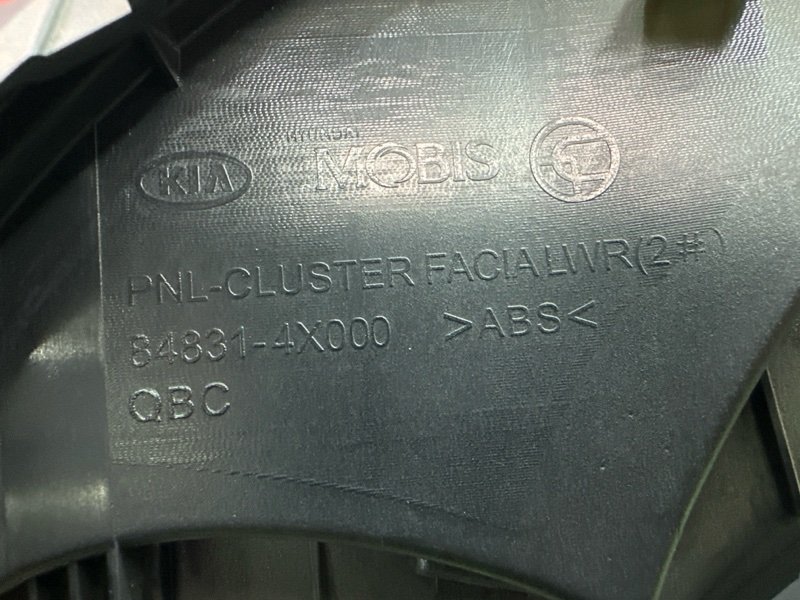 KIA HYUNDAI MOBIS
PNL-CLUSTER FACIA LWR(2#)
84831-4X000 >ABS<
QBC